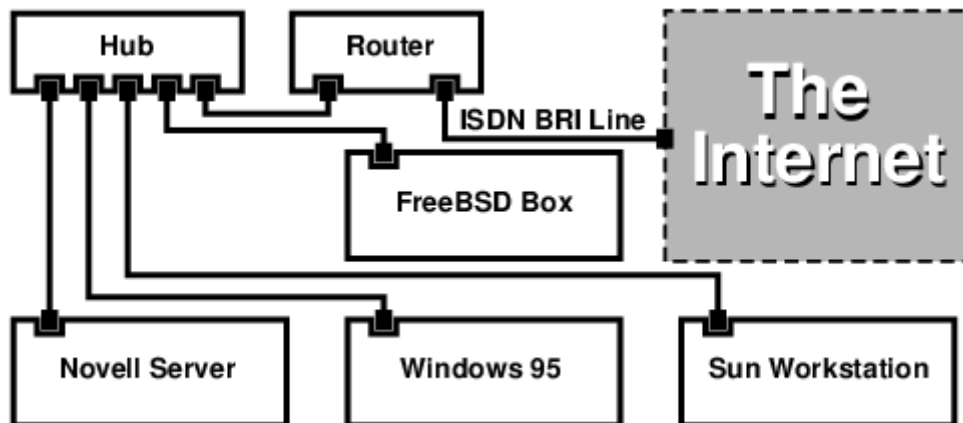 Hub
Router
ISDN BRI Line
The
Internet
FreeBSD Box
Novell Server
Windows 95
Sun Workstation